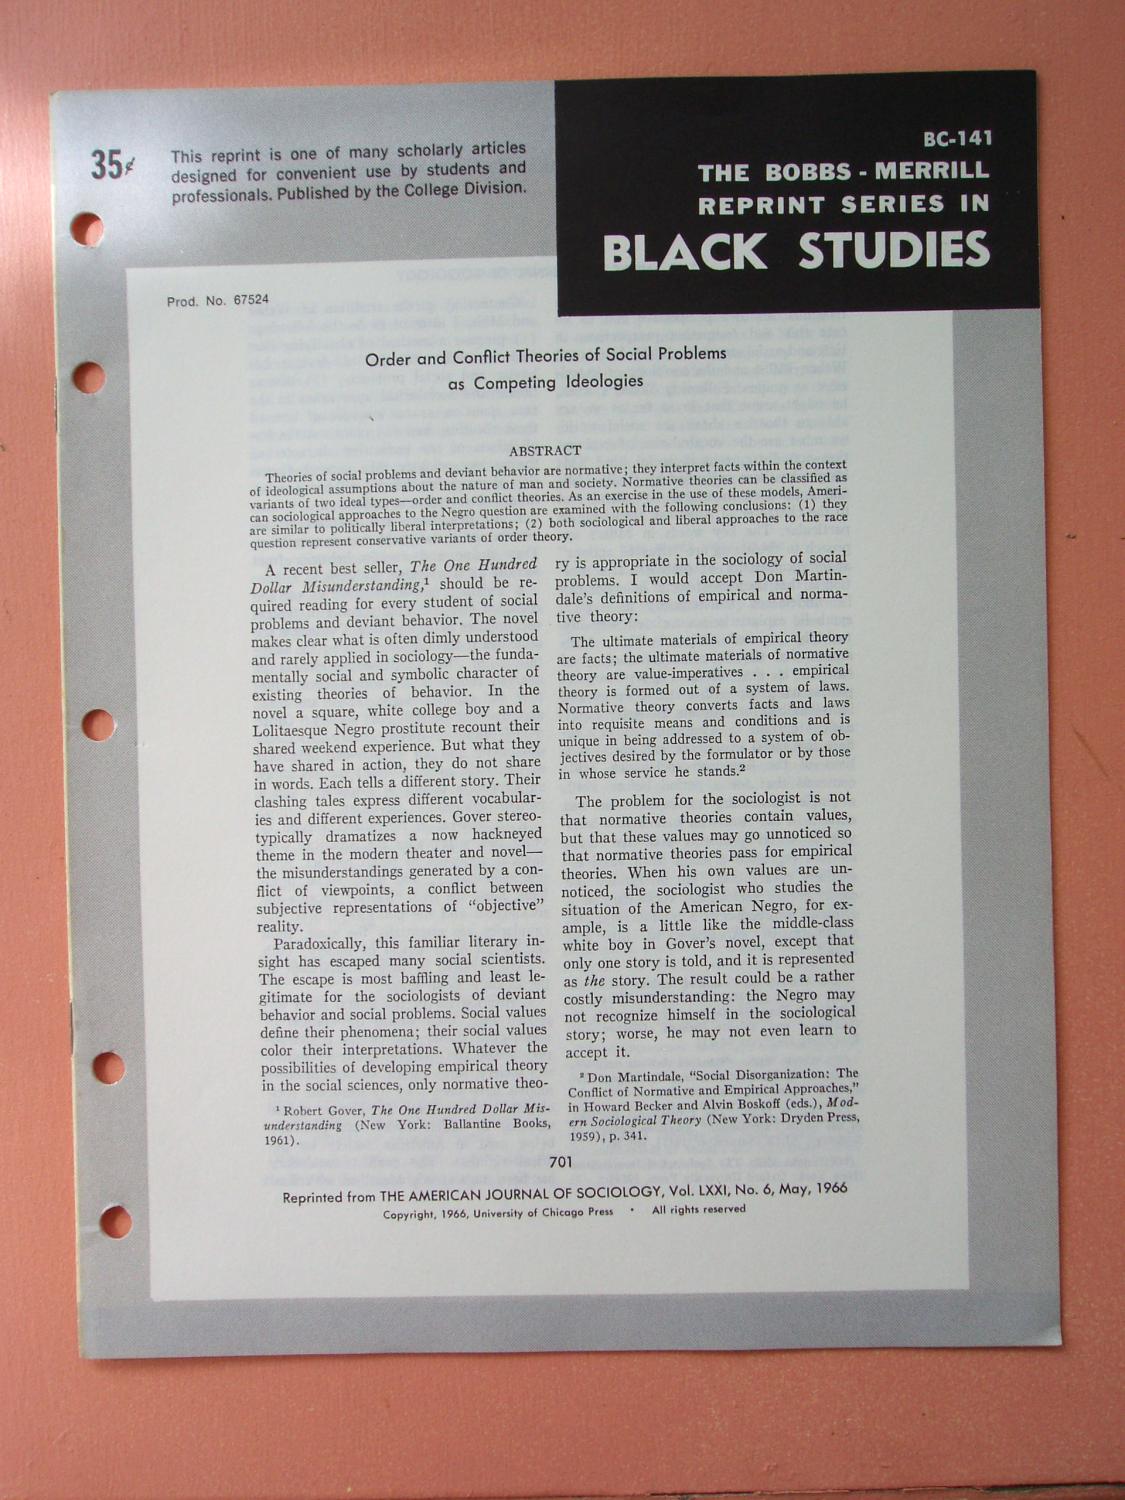 35¢
This reprint is one of many scholarly articles
designed for convenient use by students and
professionals. Published by the College Division.
BC-141
THE BOBBS - MERRILL
REPRINT SERIES IN
BLACK STUDIES
Prod. No. 67524
Order and Conflict Theories of Social Problems
as Competing Ideologies
ABSTRACT
Theories of social problems and deviant behavior are normative; they interpret facts within the context
of ideological assumptions about the nature of man and society. Normative theories can be classified as
variants of two ideal types—order and conflict theories. As an exercise in the use of these models, Ameri-
can sociological approaches to the Negro question are examined with the following conclusions: (1) they
are similar to politically liberal interpretations; (2) both sociological and liberal approaches to the race
question represent conservative variants of order theory.
A recent best seller, The One Hundred
Dollar Misunderstanding,¹ should be re-
quired reading for every student of social
problems and deviant behavior. The novel
makes clear what is often dimly understood
and rarely applied in sociology—the funda-
mentally social and symbolic character of
existing theories of behavior. In the
novel a square, white college boy and a
Lolitaesque Negro prostitute recount their
shared weekend experience. But what they
have shared in action, they do not share
in words. Each tells a different story. Their
clashing tales express different vocabular-
ies and different experiences. Gover stereo-
typically dramatizes a now hackneyed
theme in the modern theater and novel—
the misunderstandings generated by a con-
flict of viewpoints, a conflict between
subjective representations of “objective”
reality.
Paradoxically, this familiar literary in-
sight has escaped many social scientists.
The escape is most baffling and least le-
gitimate for the sociologists of deviant
behavior and social problems. Social values
define their phenomena; their social values
color their interpretations. Whatever the
possibilities of developing empirical theory
in the social sciences, only normative theo-
¹ Robert Gover, The One Hundred Dollar Mis-
understanding (New York: Ballantine Books,
1961).
ry is appropriate in the sociology of social
problems. I would accept Don Martin-
dale’s definitions of empirical and norma-
tive theory:
The ultimate materials of empirical theory
are facts; the ultimate materials of normative
theory are value-imperatives . . . empirical
theory is formed out of a system of laws.
Normative theory converts facts and laws
into requisite means and conditions and is
unique in being addressed to a system of ob-
jectives desired by the formulator or by those
in whose service he stands.²
The problem for the sociologist is not
that normative theories contain values,
but that these values may go unnoticed so
that normative theories pass for empirical
theories. When his own values are un-
noticed, the sociologist who studies the
situation of the American Negro, for ex-
ample, is a little like the middle-class
white boy in Gover’s novel, except that
only one story is told, and it is represented
as the story. The result could be a rather
costly misunderstanding: the Negro may
not recognize himself in the sociological
story; worse, he may not even learn to
accept it.
² Don Martindale, “Social Disorganization: The
Conflict of Normative and Empirical Approaches,”
in Howard Becker and Alvin Boskoff (eds.), Mod-
ern Sociological Theory (New York: Dryden Press,
1959), p. 341.
701
Reprinted from THE AMERICAN JOURNAL OF SOCIOLOGY, Vol. LXXI, No. 6, May, 1966
Copyright, 1966, University of Chicago Press • All rights reserved